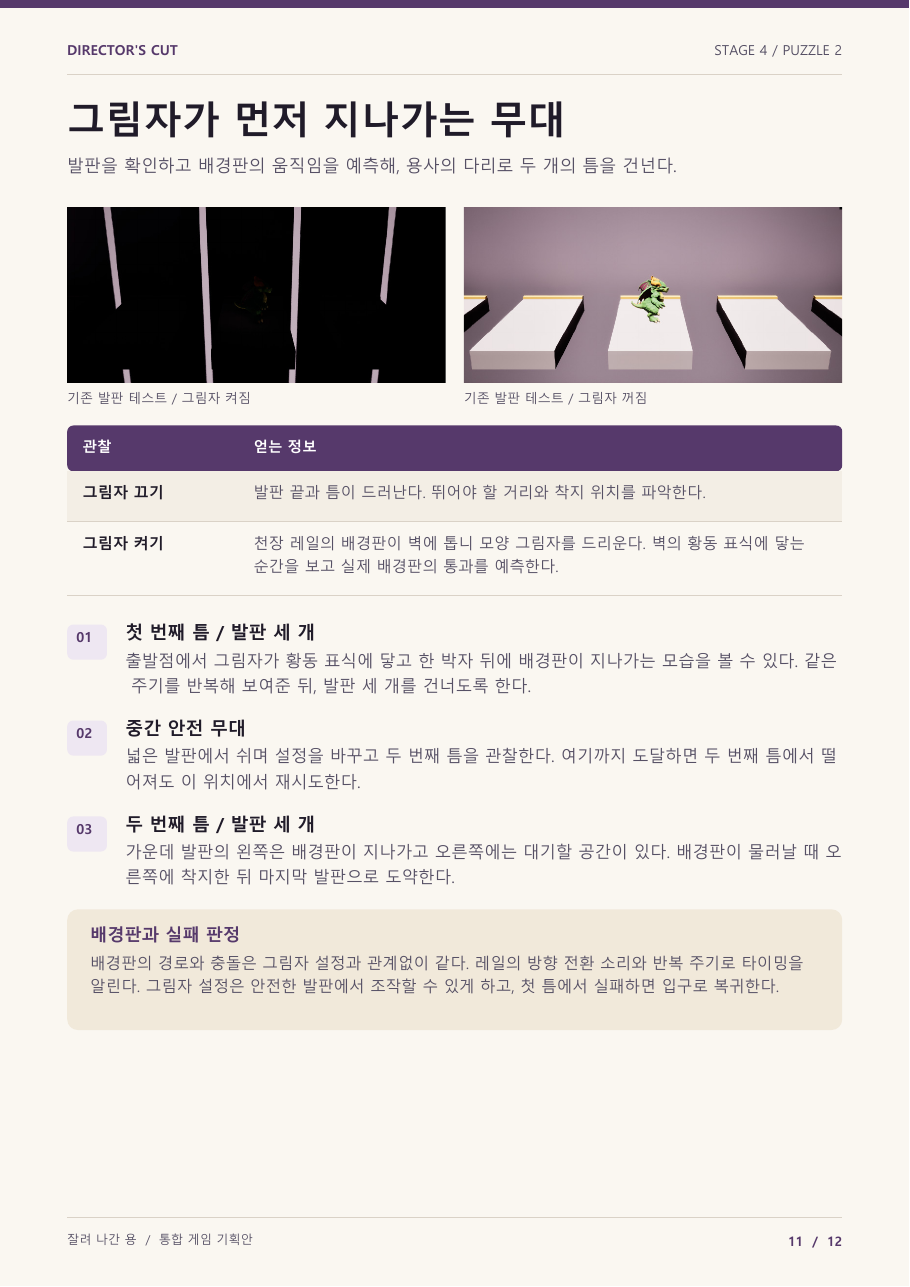 DIRECTOR'S CUT
STAGE 4 / PUZZLE 2
그림자가 먼저 지나가는 무대
발판을 확인하고 배경판의 움직임을 예측해, 용사의 다리로 두 개의 틈을 건넌다.
기존 발판 테스트 / 그림자 켜짐
기존 발판 테스트 / 그림자 꺼짐
관찰
얻는 정보
그림자 끄기
발판 끝과 틈이 드러난다. 뛰어야 할 거리와 착지 위치를 파악한다.
그림자 켜기
천장 레일의 배경판이 벽에 톱니 모양 그림자를 드리운다. 벽의 황동 표식에 닿는
순간을 보고 실제 배경판의 통과를 예측한다.
01
첫 번째 틈 / 발판 세 개
출발점에서 그림자가 황동 표식에 닿고 한 박자 뒤에 배경판이 지나가는 모습을 볼 수 있다. 같은
주기를 반복해 보여준 뒤, 발판 세 개를 건너도록 한다.
02
중간 안전 무대
넓은 발판에서 쉬며 설정을 바꾸고 두 번째 틈을 관찰한다. 여기까지 도달하면 두 번째 틈에서 떨
어져도 이 위치에서 재시도한다.
03
두 번째 틈 / 발판 세 개
가운데 발판의 왼쪽은 배경판이 지나가고 오른쪽에는 대기할 공간이 있다. 배경판이 물러날 때 오
른쪽에 착지한 뒤 마지막 발판으로 도약한다.
배경판과 실패 판정
배경판의 경로와 충돌은 그림자 설정과 관계없이 같다. 레일의 방향 전환 소리와 반복 주기로 타이밍을
알린다. 그림자 설정은 안전한 발판에서 조작할 수 있게 하고, 첫 틈에서 실패하면 입구로 복귀한다.
잘려 나간 용 / 통합 게임 기획안
11 / 12